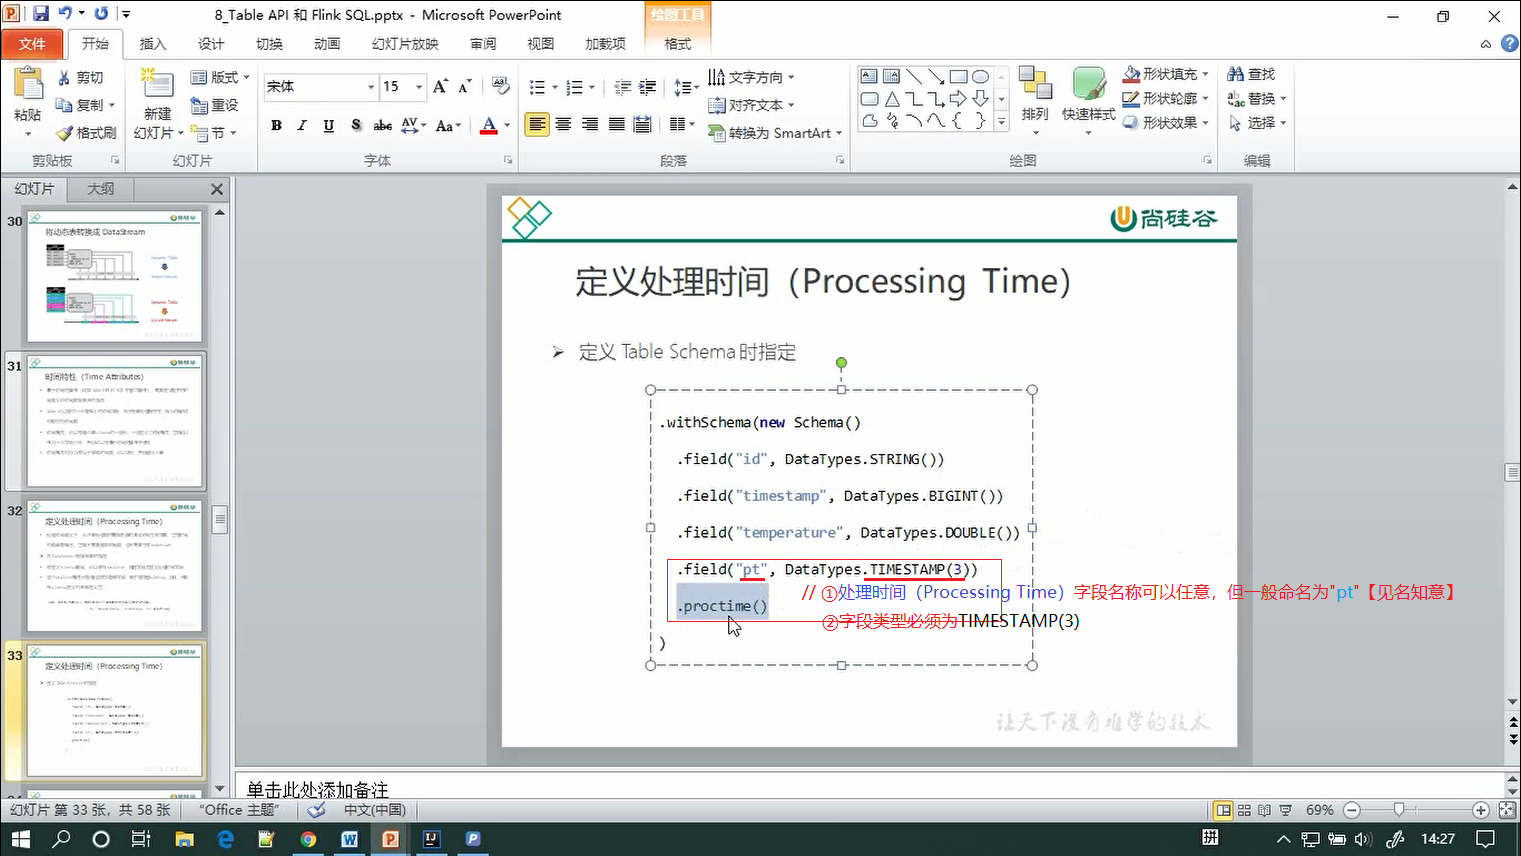 8_Table API 和 Flink SQL.pptx - Microsoft PowerPoint
绘图工具
文件 开始 插入 设计 切换 动画 幻灯片放映 审阅 视图 加载项 格式
粘贴 剪切 复制 格式刷
剪贴板
新建 幻灯片 版式 重设 节
幻灯片
宋体 15
B I U S abc AV Aa A
字体
文字方向
对齐文本
转换为 SmartArt
段落
排列 快速样式 形状填充 形状轮廓 形状效果
绘图
查找
替换
选择
编辑
幻灯片 大纲
30
将动态表转换成 DataStream
31
时间特性（Time Attributes）
32
定义处理时间（Processing Time）
33
定义处理时间（Processing Time）
尚硅谷
定义处理时间（Processing Time）
定义 Table Schema 时指定
.withSchema(new Schema()
.field("id", DataTypes.STRING())
.field("timestamp", DataTypes.BIGINT())
.field("temperature", DataTypes.DOUBLE())
.field("pt", DataTypes.TIMESTAMP(3))
.proctime()
// ①处理时间（Processing Time）字段名称可以任意，但一般命名为"pt"【见名知意】
②字段类型必须为TIMESTAMP(3)
)
让天下没有难学的技术
单击此处添加备注
幻灯片 第 33 张，共 58 张 "Office 主题" 中文(中国) 69%
拼 14:27